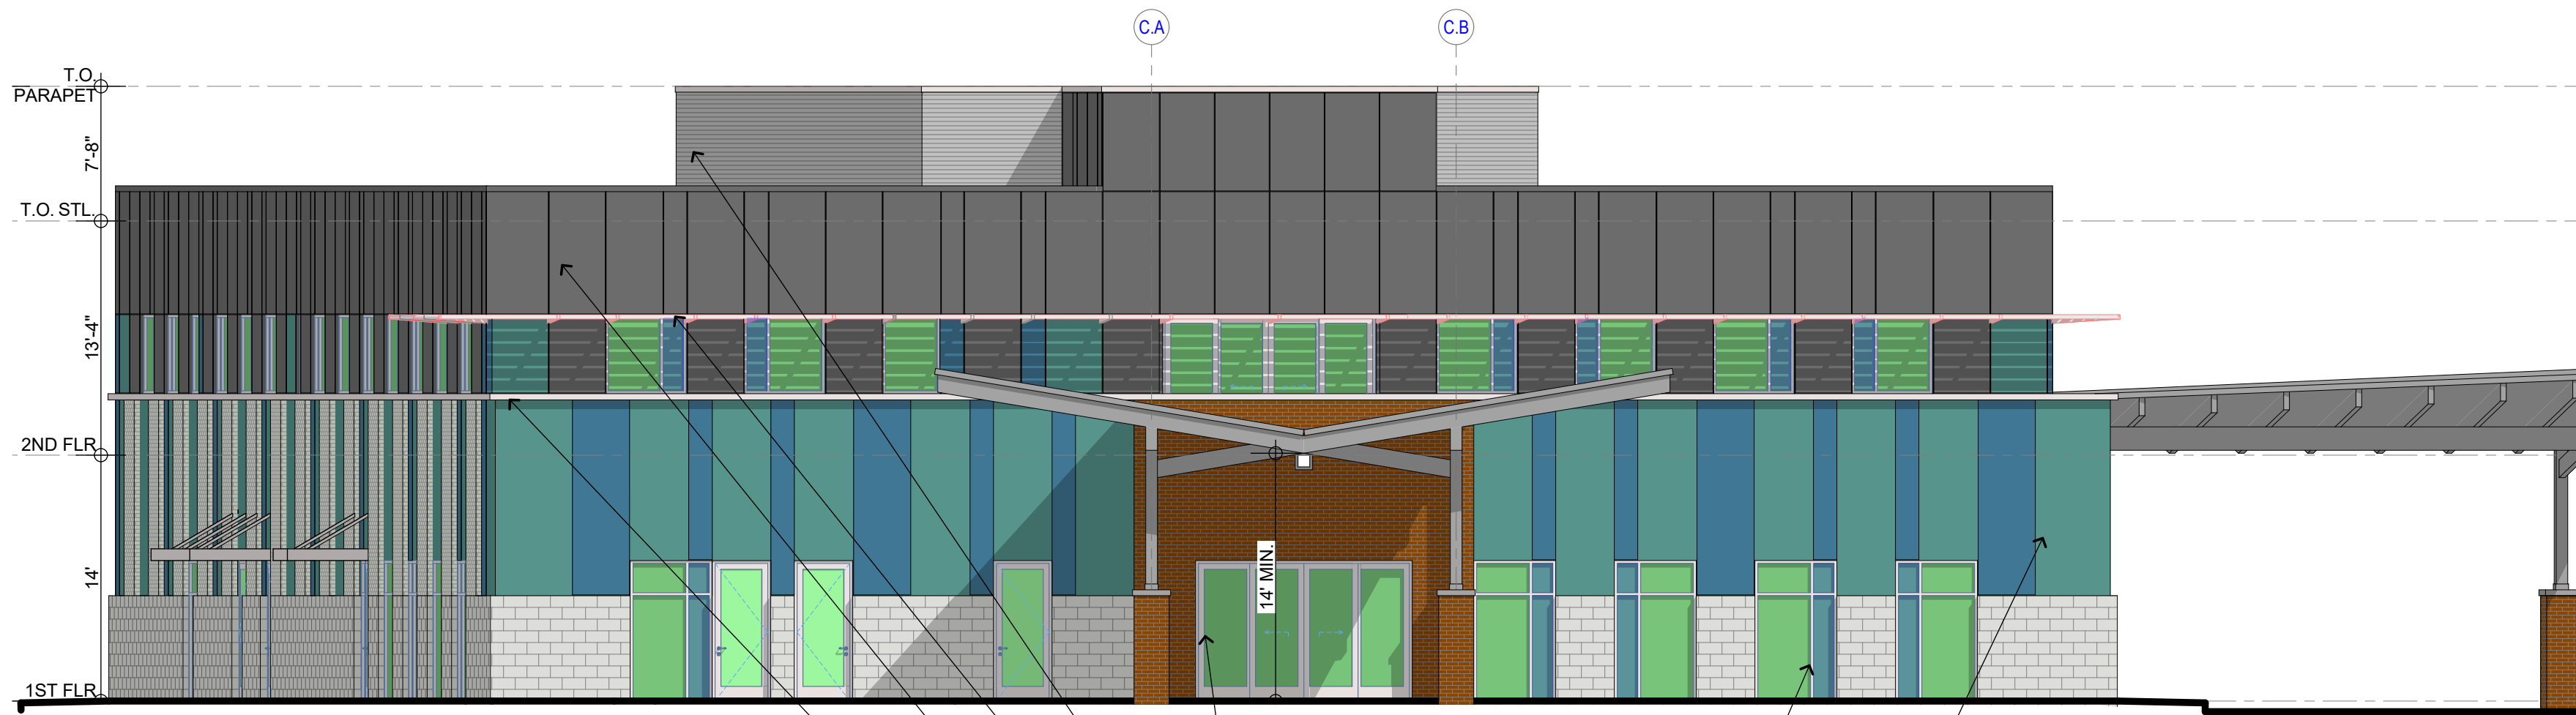 C.A
C.B
T.O.
PARAPET
7'-8"
T.O. STL.
13'-4"
2ND FLR
14'
14' MIN.
1ST FLR